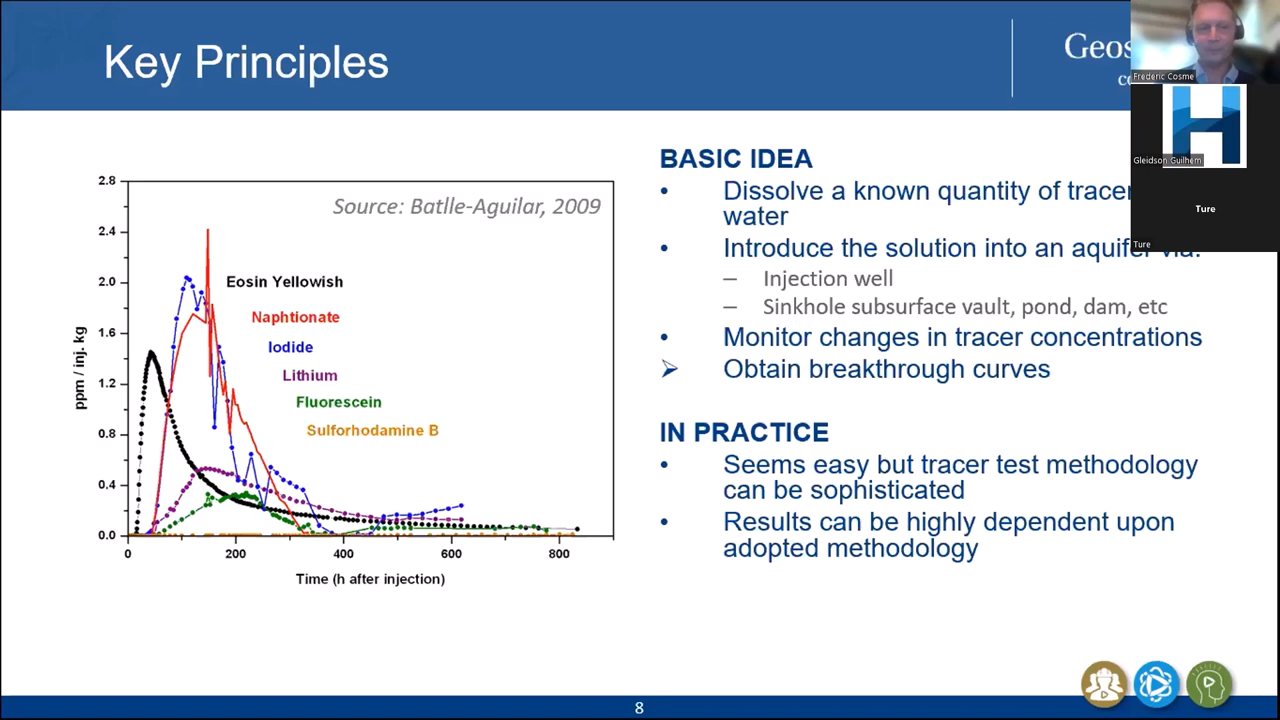 Key Principles
Geos
Frederic Cosme
Gleidson Guilhem
Ture
Ture
Source: Batlle-Aguilar, 2009
2.8
2.4
2.0
1.6
1.2
0.8
0.4
0.0
ppm / inj. kg
Eosin Yellowish
Naphtionate
Iodide
Lithium
Fluorescein
Sulforhodamine B
0 200 400 600 800
Time (h after injection)
BASIC IDEA
• Dissolve a known quantity of tracer
water
• Introduce the solution into an aquifer via:
– Injection well
– Sinkhole subsurface vault, pond, dam, etc
• Monitor changes in tracer concentrations
➢ Obtain breakthrough curves
IN PRACTICE
• Seems easy but tracer test methodology
can be sophisticated
• Results can be highly dependent upon
adopted methodology
8